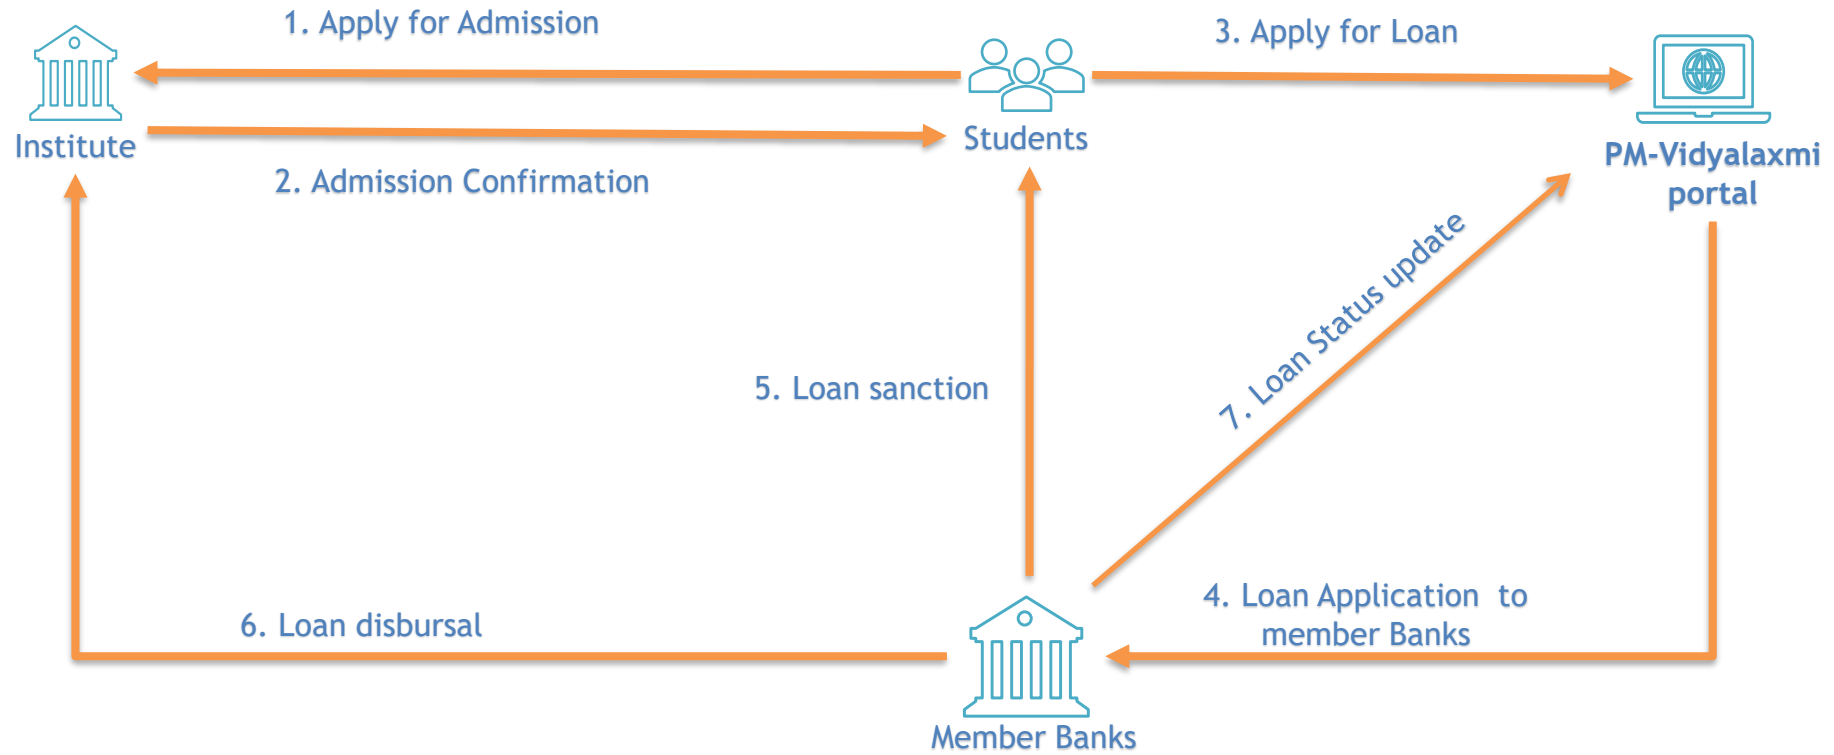 1. Apply for Admission
3. Apply for Loan
Institute
Students
PM-Vidyalaxmi
portal
2. Admission Confirmation
7. Loan Status update
5. Loan sanction
4. Loan Application  to
member Banks
6. Loan disbursal
Member Banks